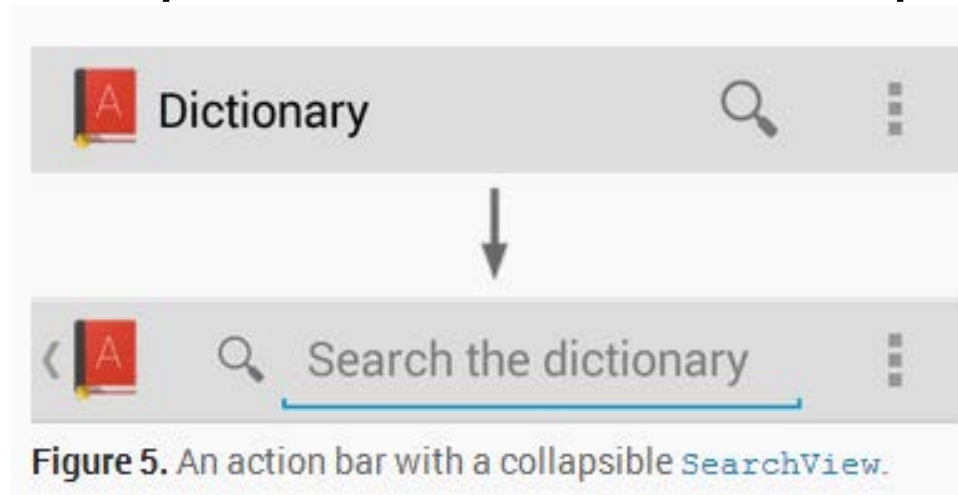 A Dictionary
A Search the dictionary
Figure 5. An action bar with a collapsible SearchView.